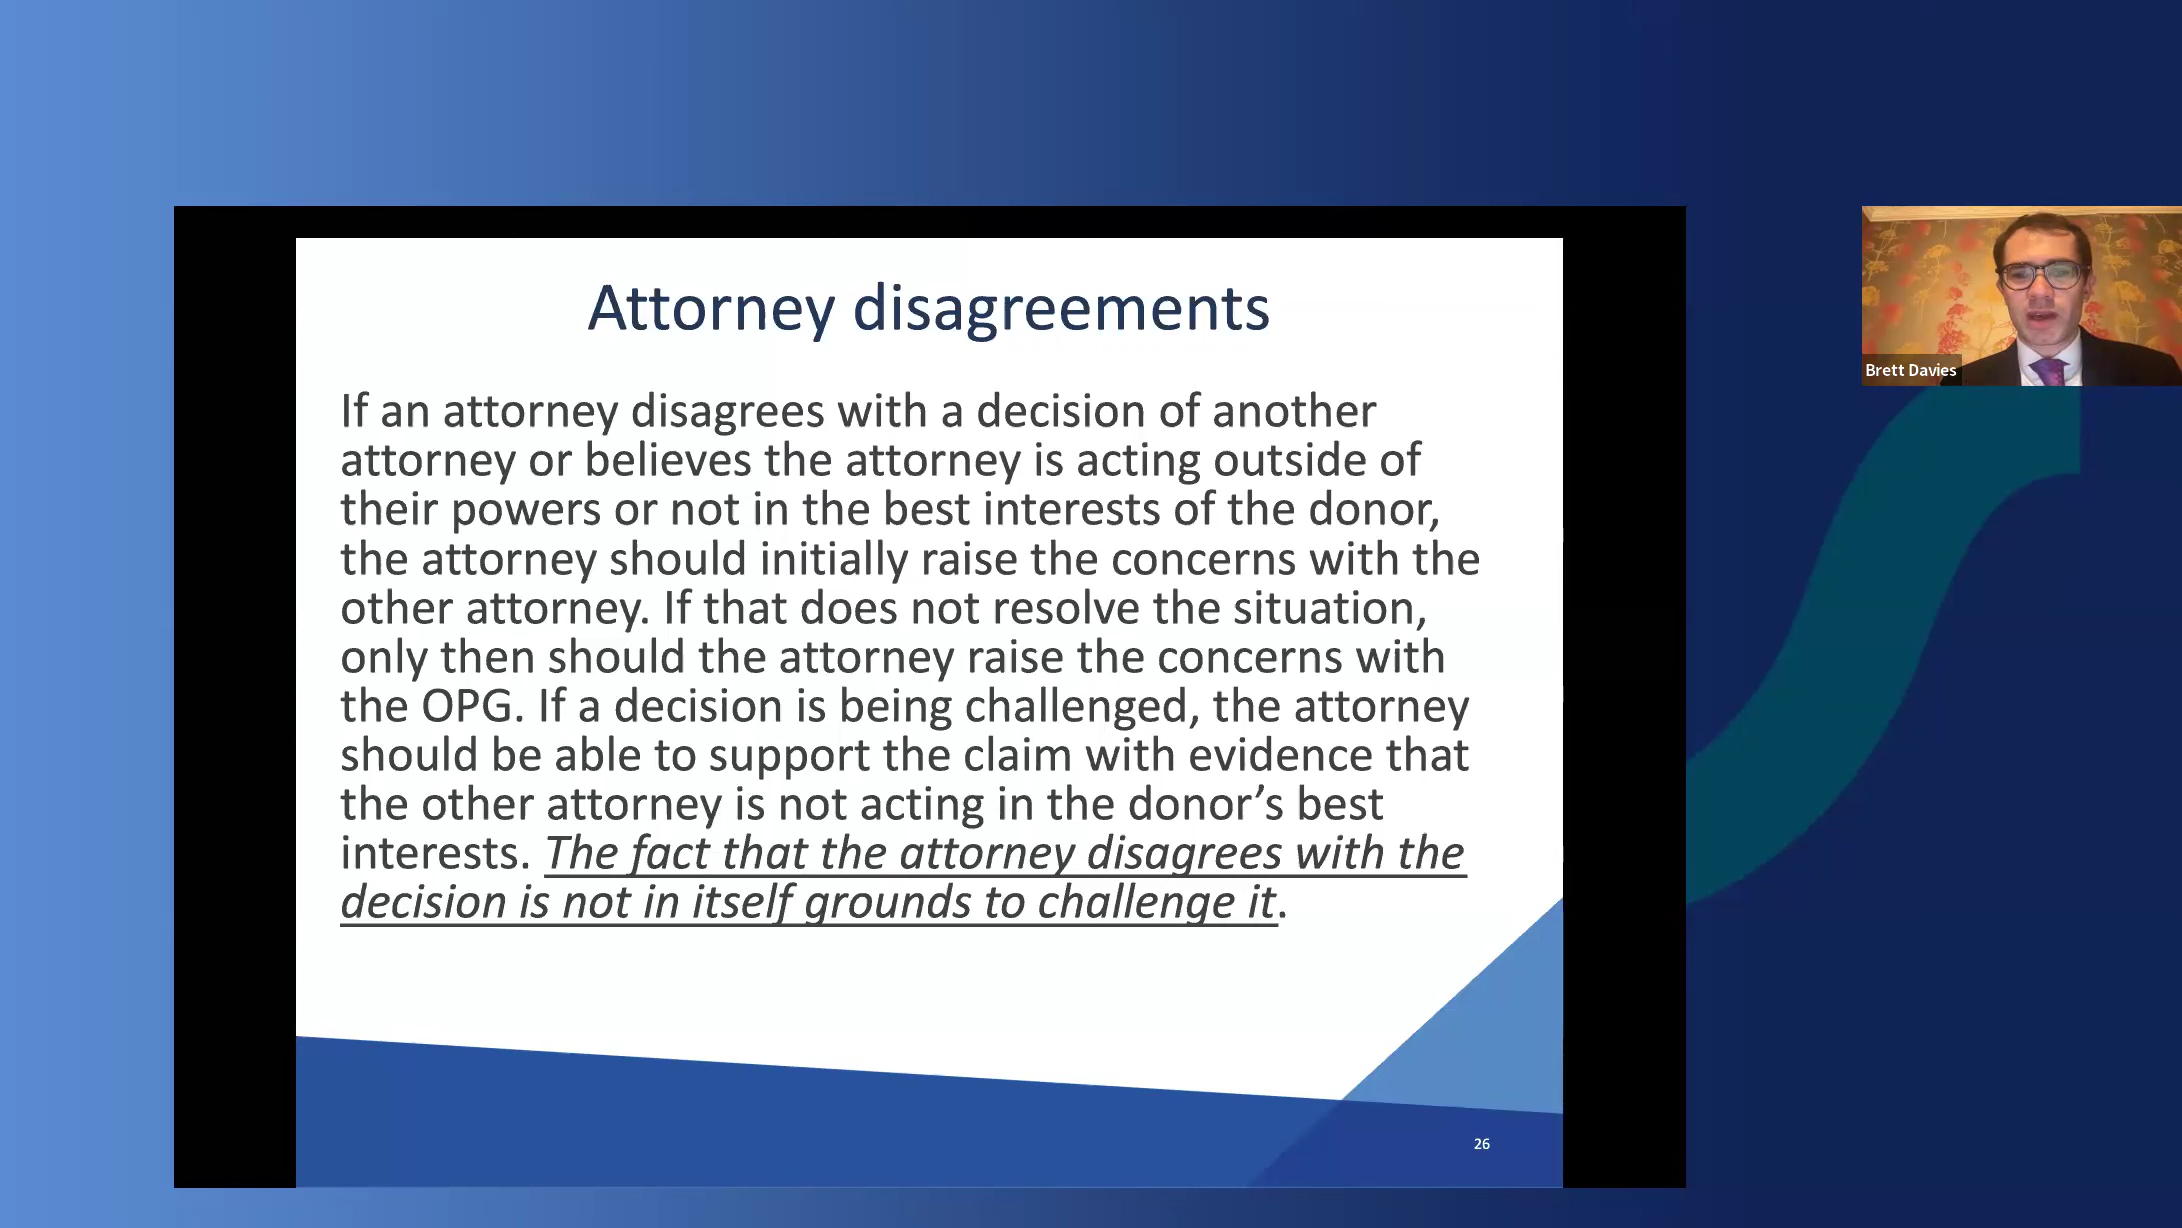 Attorney disagreements
If an attorney disagrees with a decision of another
attorney or believes the attorney is acting outside of
their powers or not in the best interests of the donor,
the attorney should initially raise the concerns with the
other attorney. If that does not resolve the situation,
only then should the attorney raise the concerns with
the OPG. If a decision is being challenged, the attorney
should be able to support the claim with evidence that
the other attorney is not acting in the donor’s best
interests. The fact that the attorney disagrees with the
decision is not in itself grounds to challenge it.
26
Brett Davies